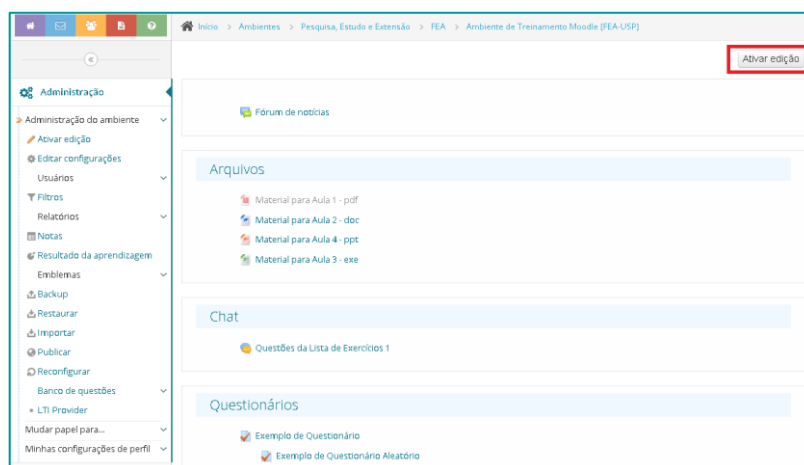 Início > Ambientes > Pesquisa, Estudo e Extensão > FEA > Ambiente de Treinamento Moodle [FEA-USP]
Ativar edição
Administração
Administração do ambiente
Ativar edição
Editar configurações
Usuários
Filtros
Relatórios
Notas
Resultado da aprendizagem
Emblemas
Backup
Restaurar
Importar
Publicar
Reconfigurar
Banco de questões
LTI Provider
Mudar papel para...
Minhas configurações de perfil
Fórum de notícias
Arquivos
Material para Aula 1 - pdf
Material para Aula 2 - doc
Material para Aula 4 - ppt
Material para Aula 3 - exe
Chat
Questões da Lista de Exercícios 1
Questionários
Exemplo de Questionário
Exemplo de Questionário Aleatório